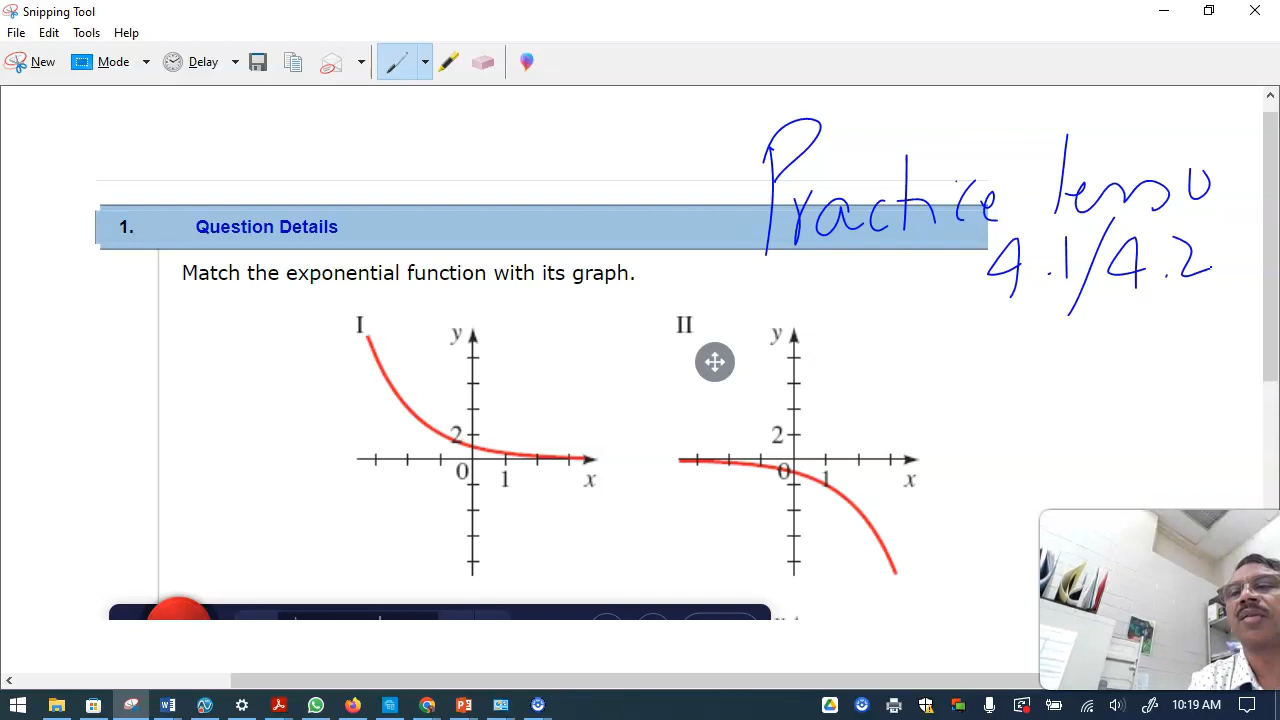 Snipping Tool
File Edit Tools Help
New Mode Delay
Practice
4.1/4.2
1. Question Details
Match the exponential function with its graph.
I y 2 0 1 x
II y 2 0 1 x
10:19 AM